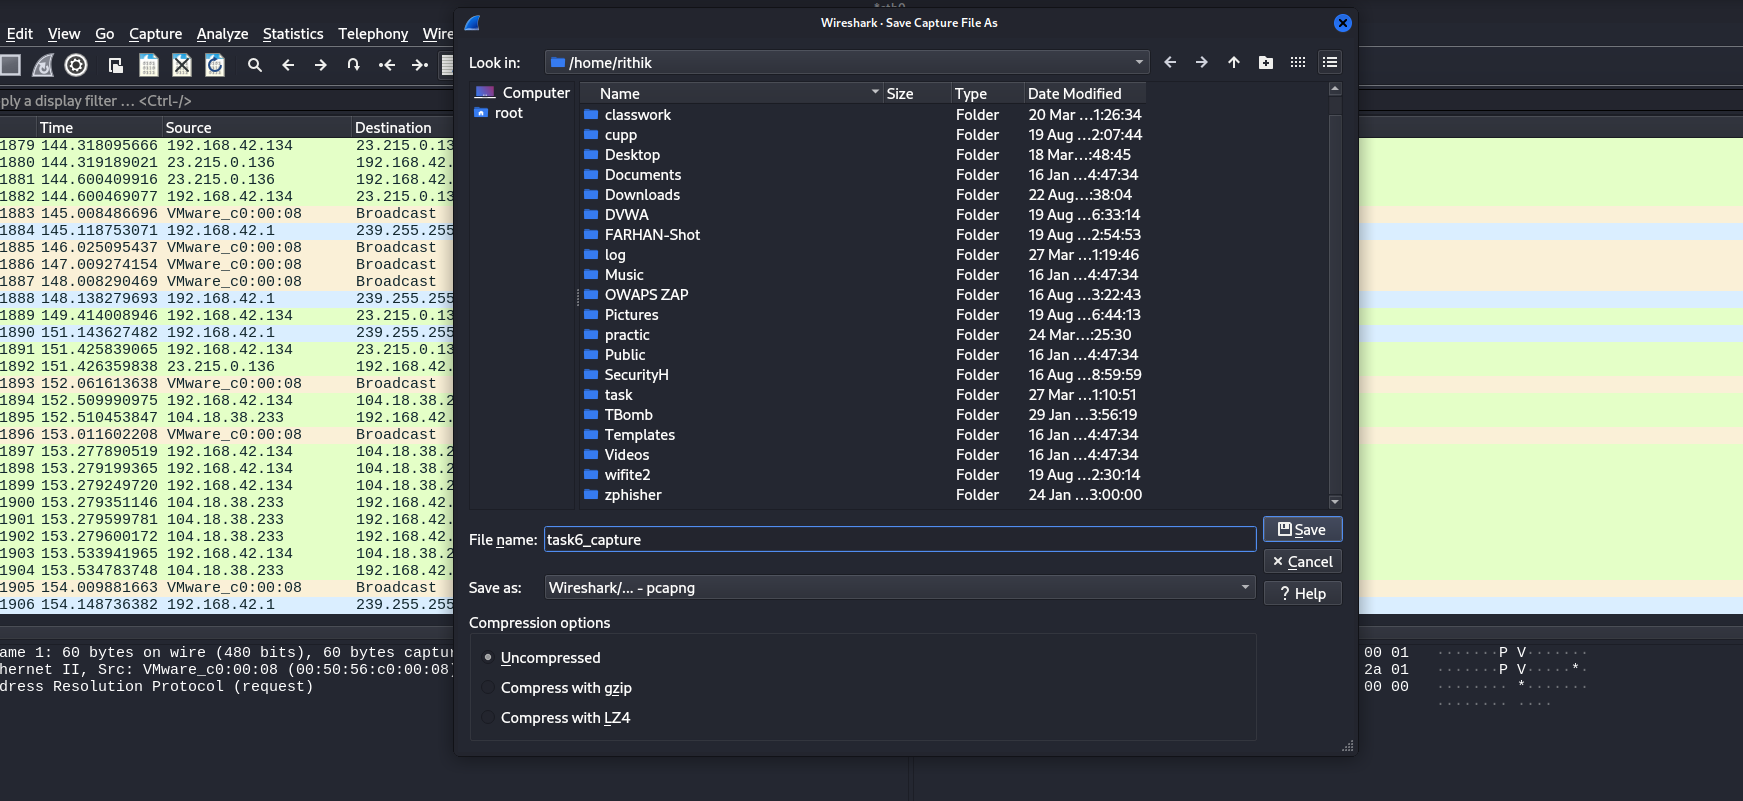 Wireshark · Save Capture File As
Edit View Go Capture Analyze Statistics Telephony Wire
Look in: /home/rithik
ply a display filter … <Ctrl-/>
Time Source Destination
1879 144.318095666 192.168.42.134 23.215.0.13
1880 144.319189021 23.215.0.136 192.168.42.
1881 144.600409916 23.215.0.136 192.168.42.
1882 144.600469077 192.168.42.134 23.215.0.13
1883 145.008486696 VMware_c0:00:08 Broadcast
1884 145.118753071 192.168.42.1 239.255.255
1885 146.025095437 VMware_c0:00:08 Broadcast
1886 147.009274154 VMware_c0:00:08 Broadcast
1887 148.008290469 VMware_c0:00:08 Broadcast
1888 148.138279693 192.168.42.1 239.255.255
1889 149.414008946 192.168.42.134 23.215.0.13
1890 151.143627482 192.168.42.1 239.255.255
1891 151.425839065 192.168.42.134 23.215.0.13
1892 151.426359838 23.215.0.136 192.168.42.
1893 152.061613638 VMware_c0:00:08 Broadcast
1894 152.509990975 192.168.42.134 104.18.38.2
1895 152.510453847 104.18.38.233 192.168.42.
1896 153.011602208 VMware_c0:00:08 Broadcast
1897 153.277890519 192.168.42.134 104.18.38.2
1898 153.279199365 192.168.42.134 104.18.38.2
1899 153.279249720 192.168.42.134 104.18.38.2
1900 153.279351146 104.18.38.233 192.168.42.
1901 153.279599781 104.18.38.233 192.168.42.
1902 153.279600172 104.18.38.233 192.168.42.
1903 153.533941965 192.168.42.134 104.18.38.2
1904 153.534783748 104.18.38.233 192.168.42.
1905 154.009881663 VMware_c0:00:08 Broadcast
1906 154.148736382 192.168.42.1 239.255.255
ame 1: 60 bytes on wire (480 bits), 60 bytes captur
hernet II, Src: VMware_c0:00:08 (00:50:56:c0:00:08)
dress Resolution Protocol (request)
Computer
root
Name Size Type Date Modified
classwork Folder 20 Mar …1:26:34
cupp Folder 19 Aug …2:07:44
Desktop Folder 18 Mar…:48:45
Documents Folder 16 Jan …4:47:34
Downloads Folder 22 Aug…:38:04
DVWA Folder 19 Aug …6:33:14
FARHAN-Shot Folder 19 Aug …2:54:53
log Folder 27 Mar …1:19:46
Music Folder 16 Jan …4:47:34
OWAPS ZAP Folder 16 Aug …3:22:43
Pictures Folder 19 Aug …6:44:13
practic Folder 24 Mar…:25:30
Public Folder 16 Jan …4:47:34
SecurityH Folder 16 Aug …8:59:59
task Folder 27 Mar …1:10:51
TBomb Folder 29 Jan …3:56:19
Templates Folder 16 Jan …4:47:34
Videos Folder 16 Jan …4:47:34
wifite2 Folder 19 Aug …2:30:14
zphisher Folder 24 Jan …3:00:00
File name: task6_capture
Save
Cancel
Save as: Wireshark/... - pcapng
Help
Compression options
Uncompressed
Compress with gzip
Compress with LZ4
00 01 ·······P V·······
2a 01 ·······P V·····*·
00 00 ········ *·······
········ ····